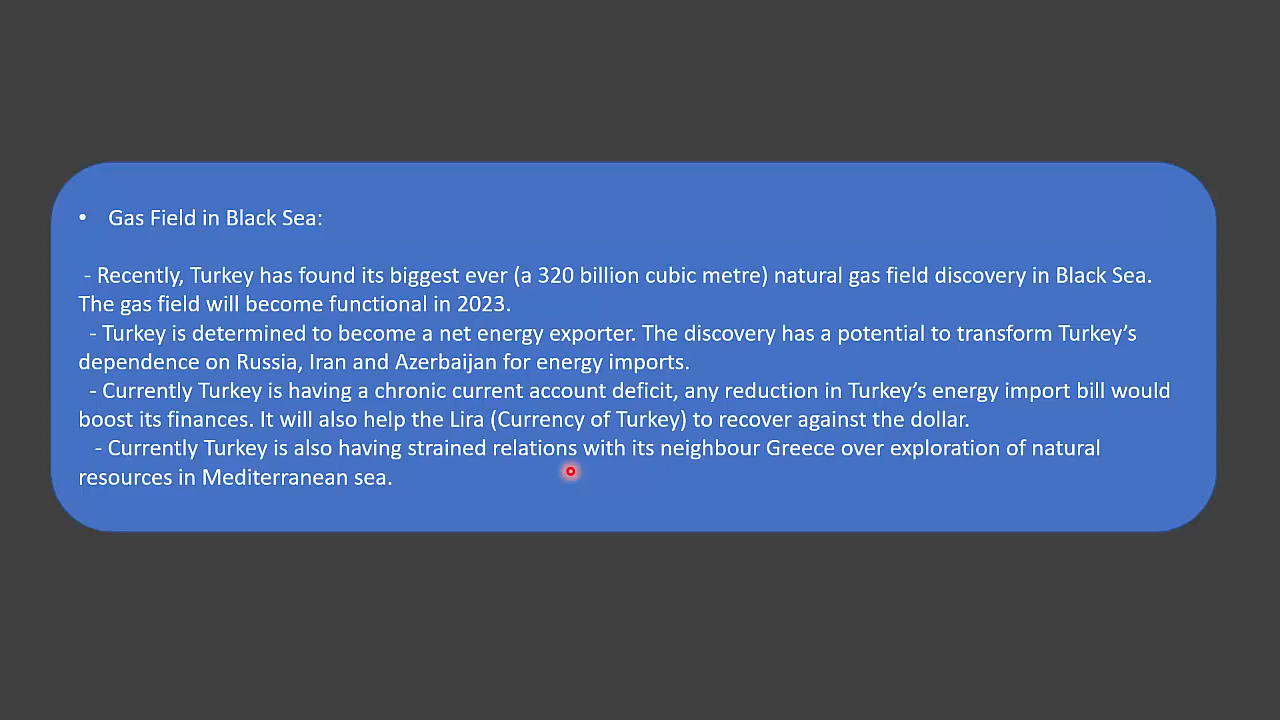 • Gas Field in Black Sea:
- Recently, Turkey has found its biggest ever (a 320 billion cubic metre) natural gas field discovery in Black Sea.
The gas field will become functional in 2023.
- Turkey is determined to become a net energy exporter. The discovery has a potential to transform Turkey’s
dependence on Russia, Iran and Azerbaijan for energy imports.
- Currently Turkey is having a chronic current account deficit, any reduction in Turkey’s energy import bill would
boost its finances. It will also help the Lira (Currency of Turkey) to recover against the dollar.
- Currently Turkey is also having strained relations with its neighbour Greece over exploration of natural
resources in Mediterranean sea.